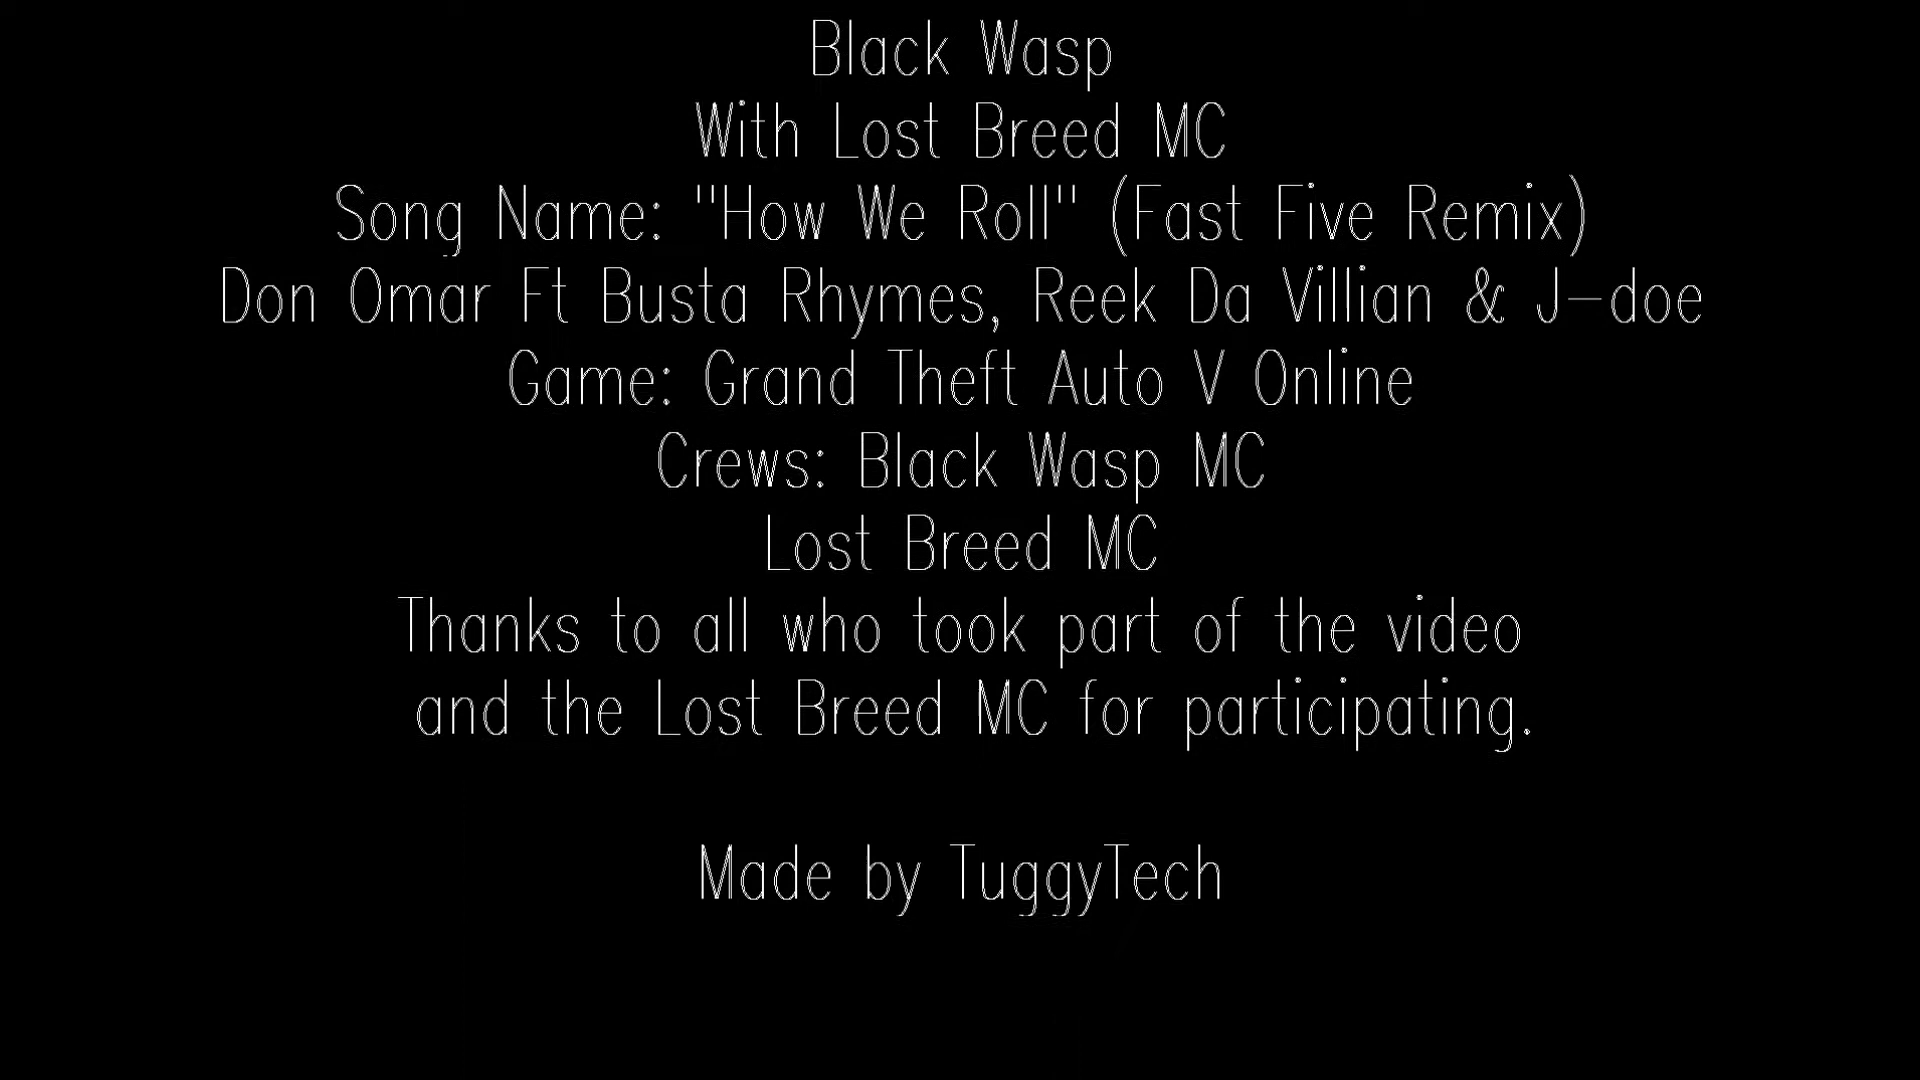 Black Wasp
With Lost Breed MC
Song Name: "How We Roll" (Fast Five Remix)
Don Omar Ft Busta Rhymes, Reek Da Villian & J-doe
Game: Grand Theft Auto V Online
Crews: Black Wasp MC
Lost Breed MC
Thanks to all who took part of the video
and the Lost Breed MC for participating.
Made by TuggyTech